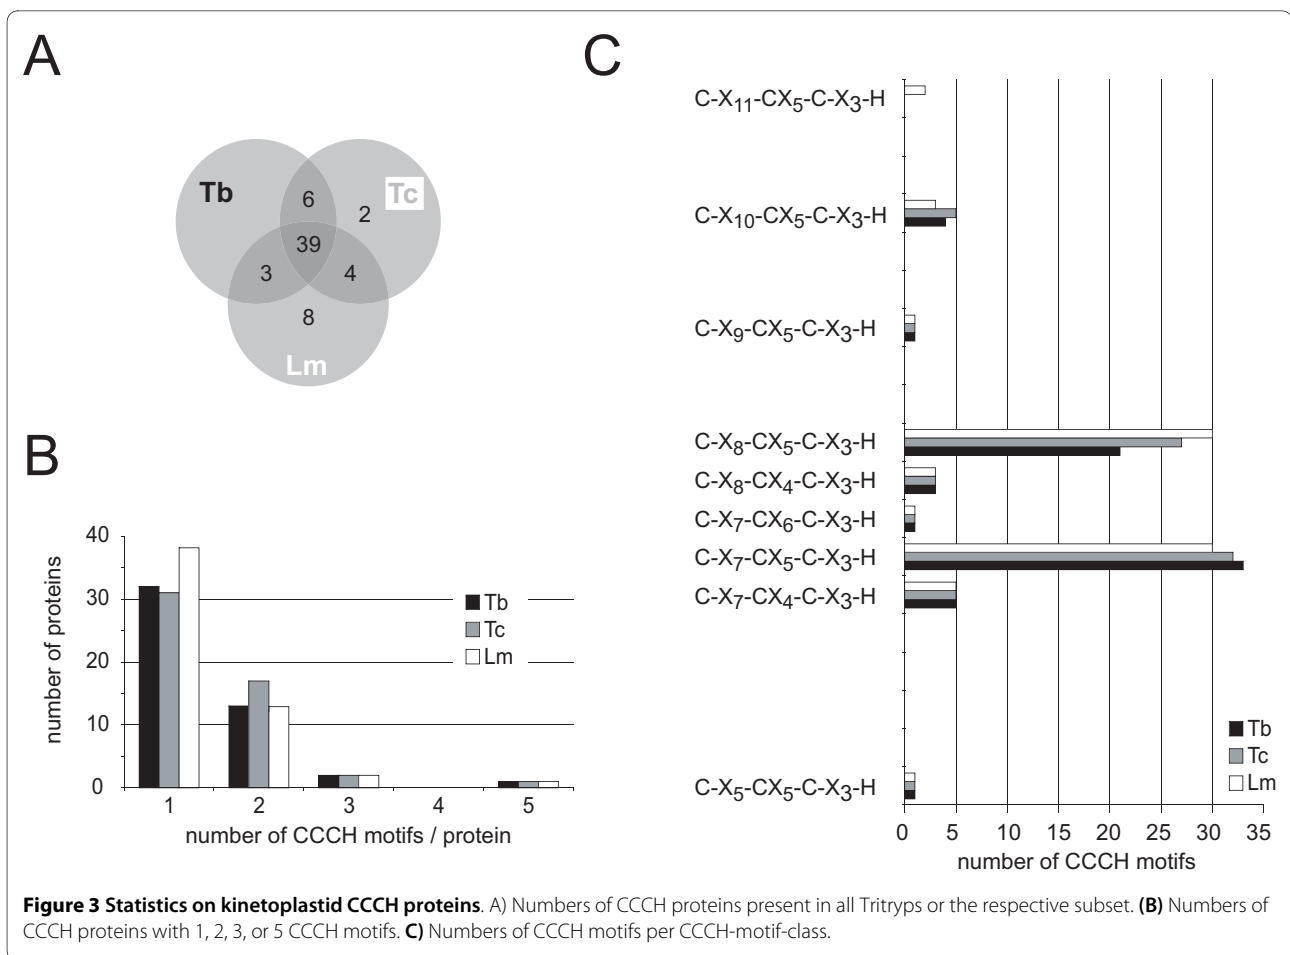 A
Tb
Tc
6
2
39
3
4
8
Lm
B
number of proteins
40
30
20
10
0
Tb
Tc
Lm
1 2 3 4 5
number of CCCH motifs / protein
C
C-X11-CX5-C-X3-H
C-X10-CX5-C-X3-H
C-X9-CX5-C-X3-H
C-X8-CX5-C-X3-H
C-X8-CX4-C-X3-H
C-X7-CX6-C-X3-H
C-X7-CX5-C-X3-H
C-X7-CX4-C-X3-H
C-X5-CX5-C-X3-H
Tb
Tc
Lm
0 5 10 15 20 25 30 35
number of CCCH motifs
Figure 3 Statistics on kinetoplastid CCCH proteins. A) Numbers of CCCH proteins present in all Tritryps or the respective subset. (B) Numbers of
CCCH proteins with 1, 2, 3, or 5 CCCH motifs. C) Numbers of CCCH motifs per CCCH-motif-class.